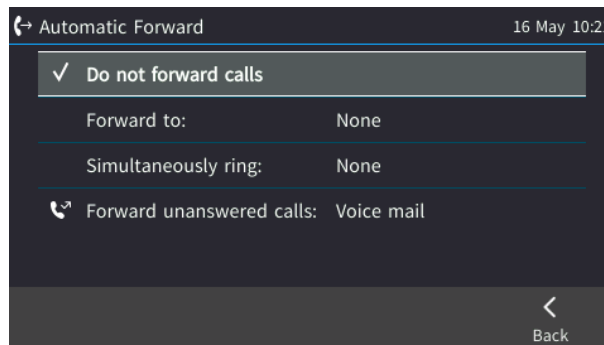 Automatic Forward 16 May 10:2
Do not forward calls
Forward to: None
Simultaneously ring: None
Forward unanswered calls: Voice mail
Back